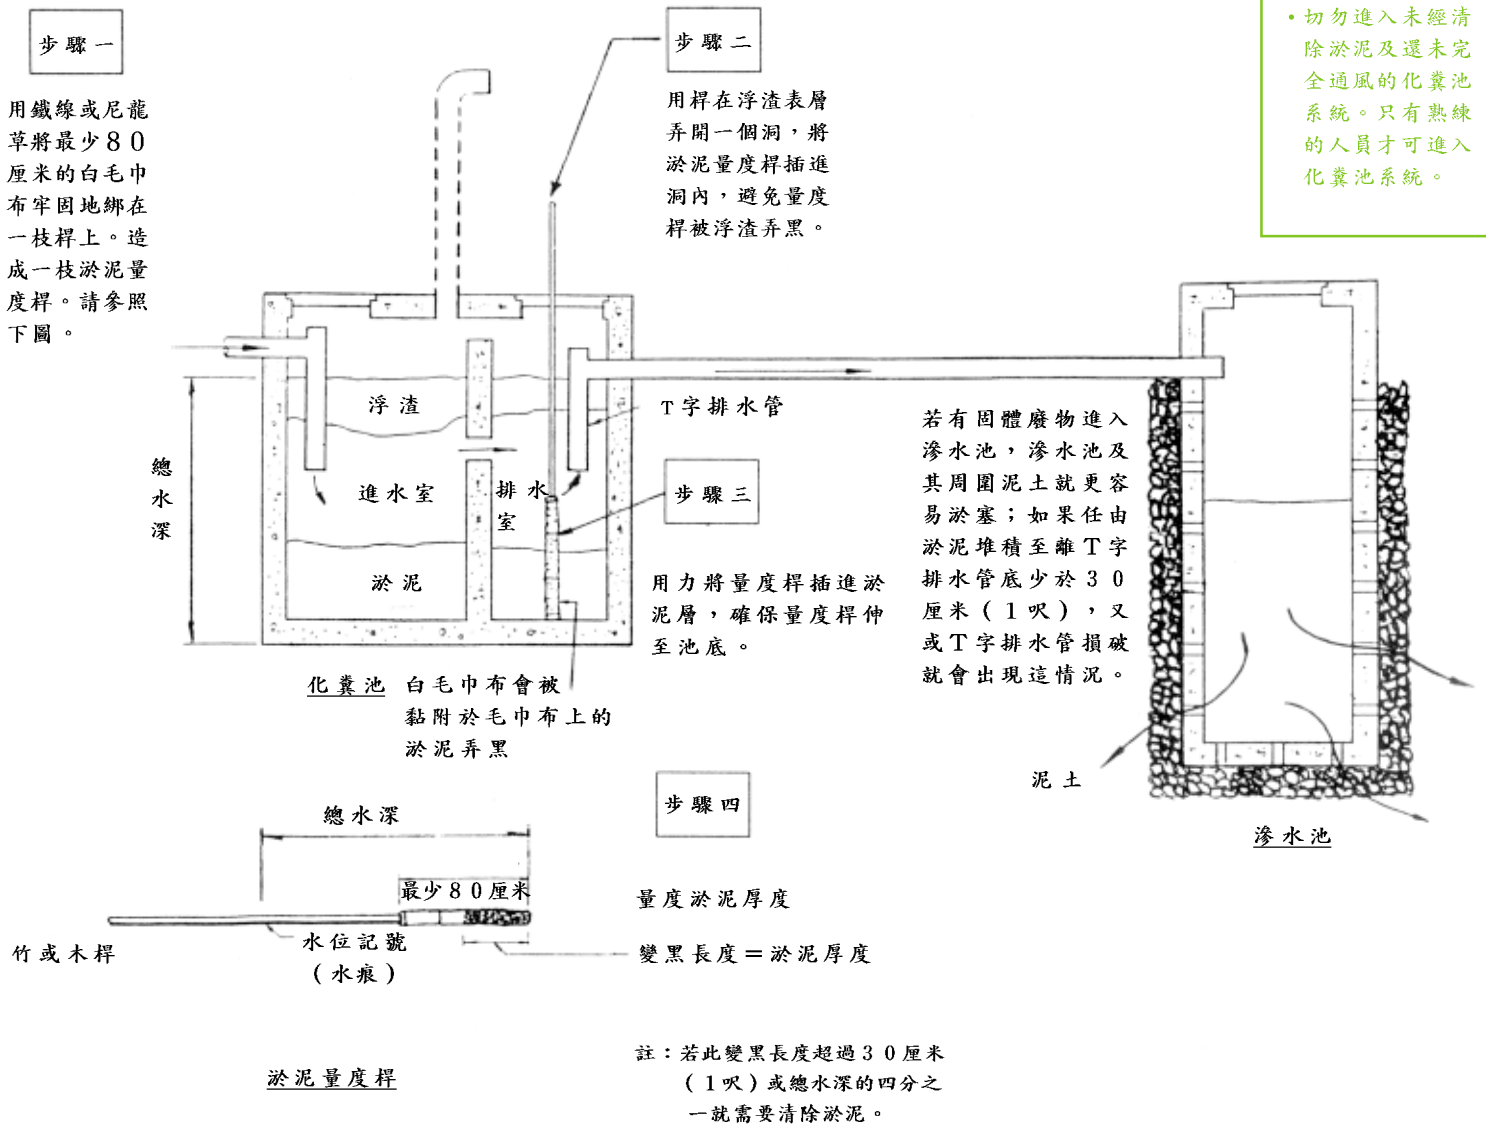 步驟一
用鐵線或尼龍
草將最少80
厘米的白毛巾
布牢固地綁在
一枝桿上。造
成一枝淤泥量
度桿。請參照
下圖。
步驟二
用桿在浮渣表層
弄開一個洞，將
淤泥量度桿插進
洞內，避免量度
桿被浮渣弄黑。
•切勿進入未經清
除淤泥及還未完
全通風的化糞池
系統。只有熟練
的人員才可進入
化糞池系統。
總水深
浮渣
進水室
淤泥
排水
室
T字排水管
步驟三
用力將量度桿插進淤
泥層，確保量度桿伸
至池底。
若有固體廢物進入
滲水池，滲水池及
其周圍泥土就更容
易淤塞；如果任由
淤泥堆積至離T字
排水管底少於30
厘米(1呎)，又
或T字排水管損破
就會出現這情況。
化糞池
白毛巾布會被
黏附於毛巾布上的
淤泥弄黑
泥土
滲水池
步驟四
量度淤泥厚度
變黑長度＝淤泥厚度
總水深
最少80厘米
竹或木桿
水位記號
(水痕)
淤泥量度桿
註：若此變黑長度超過30厘米
(1呎)或總水深的四分之
一就需要清除淤泥。